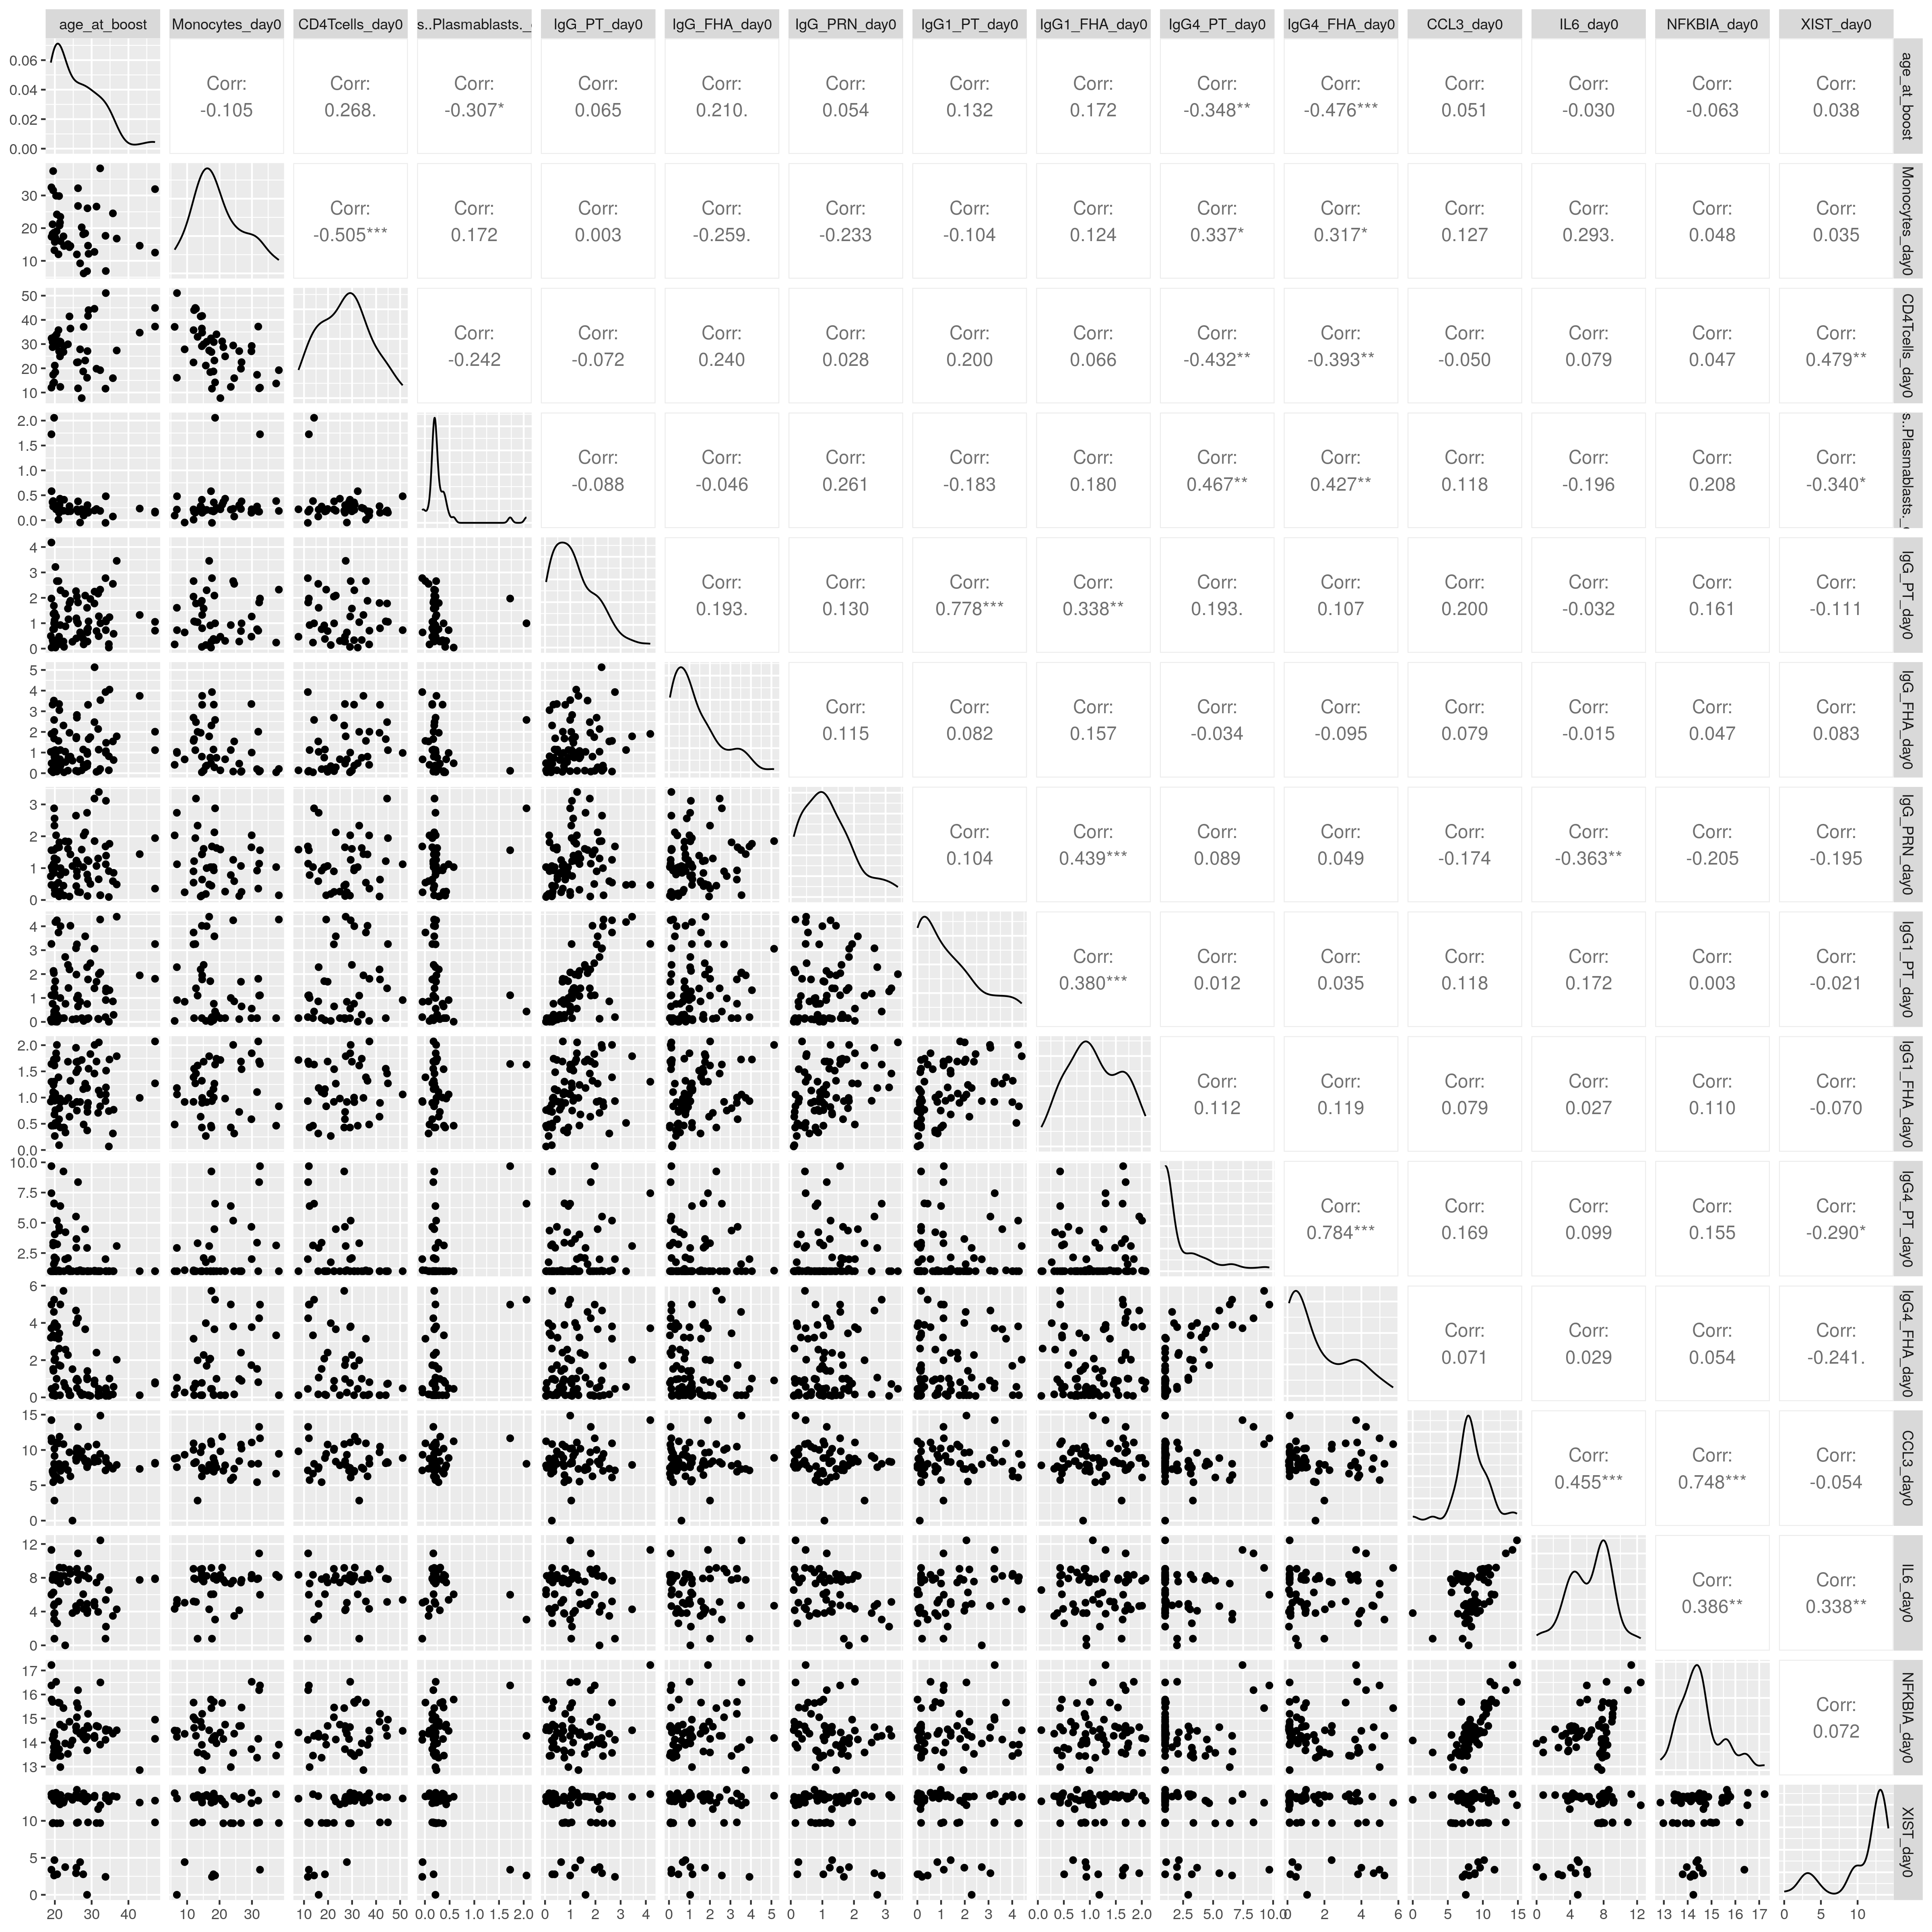 age_at_boost Monocytes_day0 CD4Tcells_day0 s..Plasmablasts._ IgG_PT_day0 IgG_FHA_day0 IgG_PRN_day0 IgG1_PT_day0 IgG1_FHA_day0 IgG4_PT_day0 IgG4_FHA_day0 CCL3_day0 IL6_day0 NFKBIA_day0 XIST_day0
0.06
0.04
0.02
0.00
Corr: Corr: Corr: Corr: Corr: Corr: Corr: Corr: Corr: Corr: Corr: Corr: Corr: Corr:
-0.105 0.268. -0.307* 0.065 0.210. 0.054 0.132 0.172 -0.348** -0.476*** 0.051 -0.030 -0.063 0.038
age_at_boost
30
20
10
Corr: Corr: Corr: Corr: Corr: Corr: Corr: Corr: Corr: Corr: Corr: Corr: Corr:
-0.505*** 0.172 0.003 -0.259. -0.233 -0.104 0.124 0.337* 0.317* 0.127 0.293. 0.048 0.035
Monocytes_day0
50
40
30
20
10
Corr: Corr: Corr: Corr: Corr: Corr: Corr: Corr: Corr: Corr: Corr: Corr:
-0.242 -0.072 0.240 0.028 0.200 0.066 -0.432** -0.393** -0.050 0.079 0.047 0.479**
CD4Tcells_day0
2.0
1.5
1.0
0.5
0.0
Corr: Corr: Corr: Corr: Corr: Corr: Corr: Corr: Corr: Corr: Corr:
-0.088 -0.046 0.261 -0.183 0.180 0.467** 0.427** 0.118 -0.196 0.208 -0.340*
s..Plasmablasts._
4
3
2
1
0
Corr: Corr: Corr: Corr: Corr: Corr: Corr: Corr: Corr: Corr:
0.193. 0.130 0.778*** 0.338** 0.193. 0.107 0.200 -0.032 0.161 -0.111
IgG_PT_day0
5
4
3
2
1
0
Corr: Corr: Corr: Corr: Corr: Corr: Corr: Corr: Corr:
0.115 0.082 0.157 -0.034 -0.095 0.079 -0.015 0.047 0.083
IgG_FHA_day0
3
2
1
0
Corr: Corr: Corr: Corr: Corr: Corr: Corr: Corr:
0.104 0.439*** 0.089 0.049 -0.174 -0.363** -0.205 -0.195
IgG_PRN_day0
4
3
2
1
0
Corr: Corr: Corr: Corr: Corr: Corr: Corr:
0.380*** 0.012 0.035 0.118 0.172 0.003 -0.021
IgG1_PT_day0
2.0
1.5
1.0
0.5
0.0
Corr: Corr: Corr: Corr: Corr: Corr:
0.112 0.119 0.079 0.027 0.110 -0.070
IgG1_FHA_day0
10.0
7.5
5.0
2.5
Corr: Corr: Corr: Corr: Corr:
0.784*** 0.169 0.099 0.155 -0.290*
IgG4_PT_day0
6
4
2
0
Corr: Corr: Corr: Corr:
0.071 0.029 0.054 -0.241.
IgG4_FHA_day0
15
10
5
0
Corr: Corr: Corr:
0.455*** 0.748*** -0.054
CCL3_day0
12
8
4
0
Corr: Corr:
0.386** 0.338**
IL6_day0
17
16
15
14
13
Corr:
0.072
NFKBIA_day0
10
5
0
XIST_day0
20 30 40 10 20 30 10 20 30 40 50 0.0 0.5 1.0 1.5 2.0 0 1 2 3 4 0 1 2 3 4 5 0 1 2 3 0 1 2 3 4 0.0 0.5 1.0 1.5 2.0 2.5 5.0 7.5 10.0 0 2 4 6 0 5 10 15 0 4 8 12 13 14 15 16 17 0 5 10